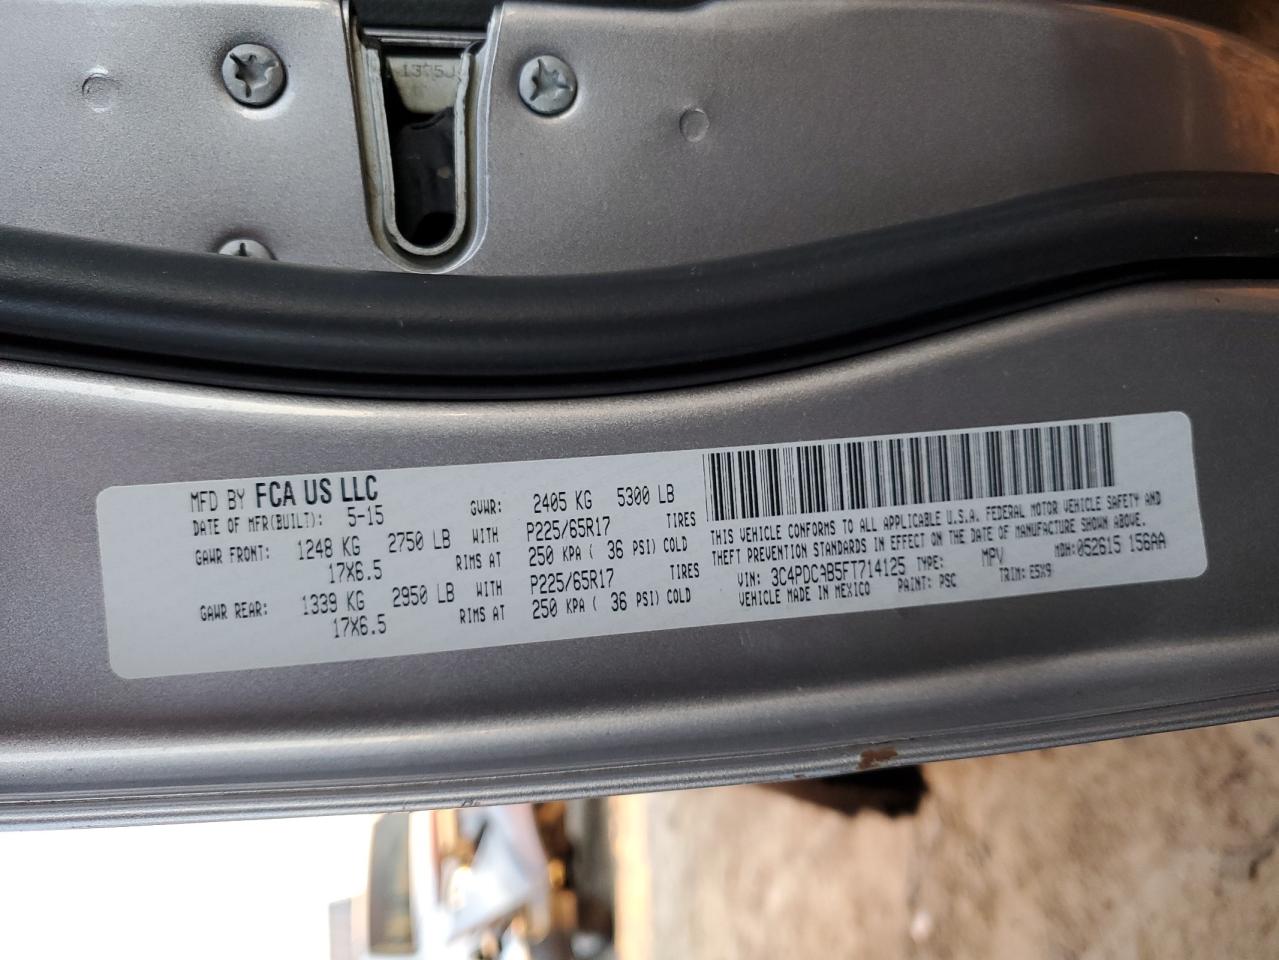 1375J
MFD BY FCA US LLC
DATE OF MFR(BUILT): 5-15
GVWR: 2405 KG 5300 LB
GAWR FRONT: 1248 KG 2750 LB WITH P225/65R17 TIRES
17X6.5 RIMS AT 250 KPA ( 36 PSI) COLD
GAWR REAR: 1339 KG 2950 LB WITH P225/65R17 TIRES
17X6.5 RIMS AT 250 KPA ( 36 PSI) COLD
THIS VEHICLE CONFORMS TO ALL APPLICABLE U.S.A. FEDERAL MOTOR VEHICLE SAFETY AND
THEFT PREVENTION STANDARDS IN EFFECT ON THE DATE OF MANUFACTURE SHOWN ABOVE.
VIN: 3C4PDCAB5FT714125 TYPE: MPV MDH:052615 156AA
VEHICLE MADE IN MEXICO PAINT: PSC TRIM: E5X9